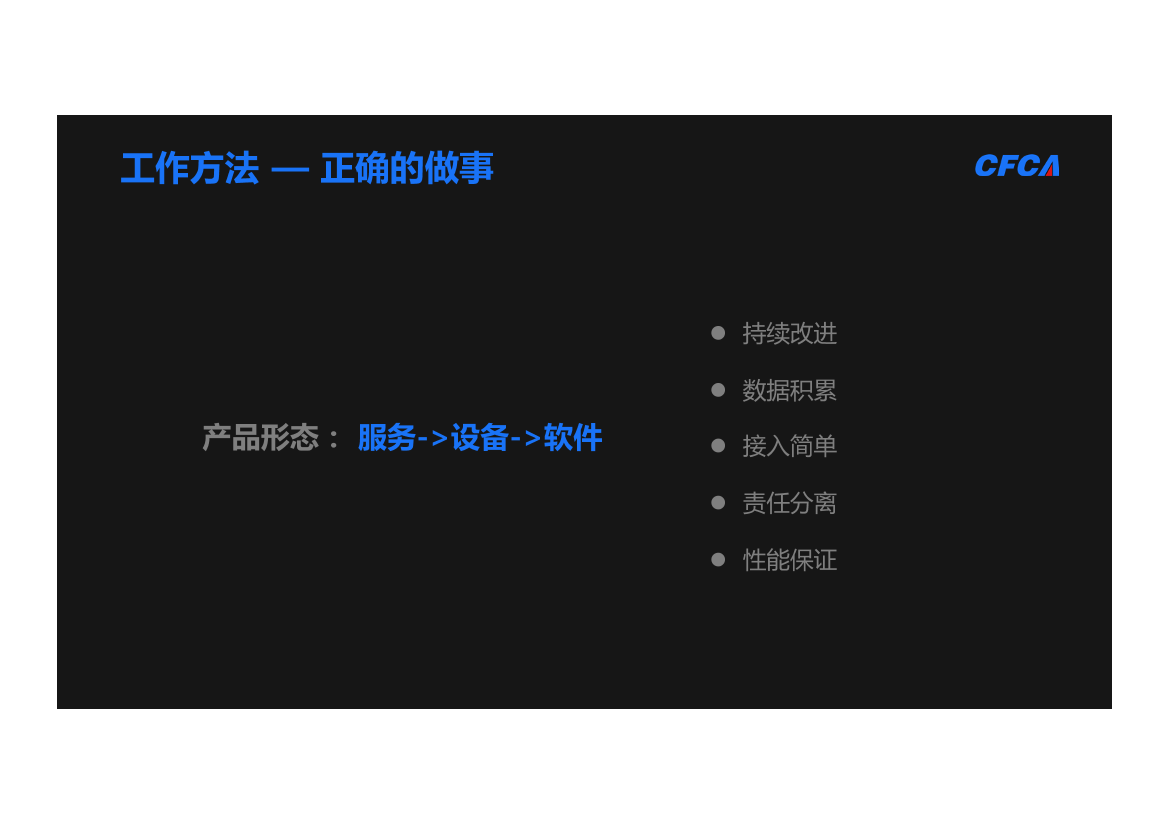 工作方法 — 正确的做事
CFCA
产品形态： 服务->设备->软件
持续改进
数据积累
接入简单
责任分离
性能保证